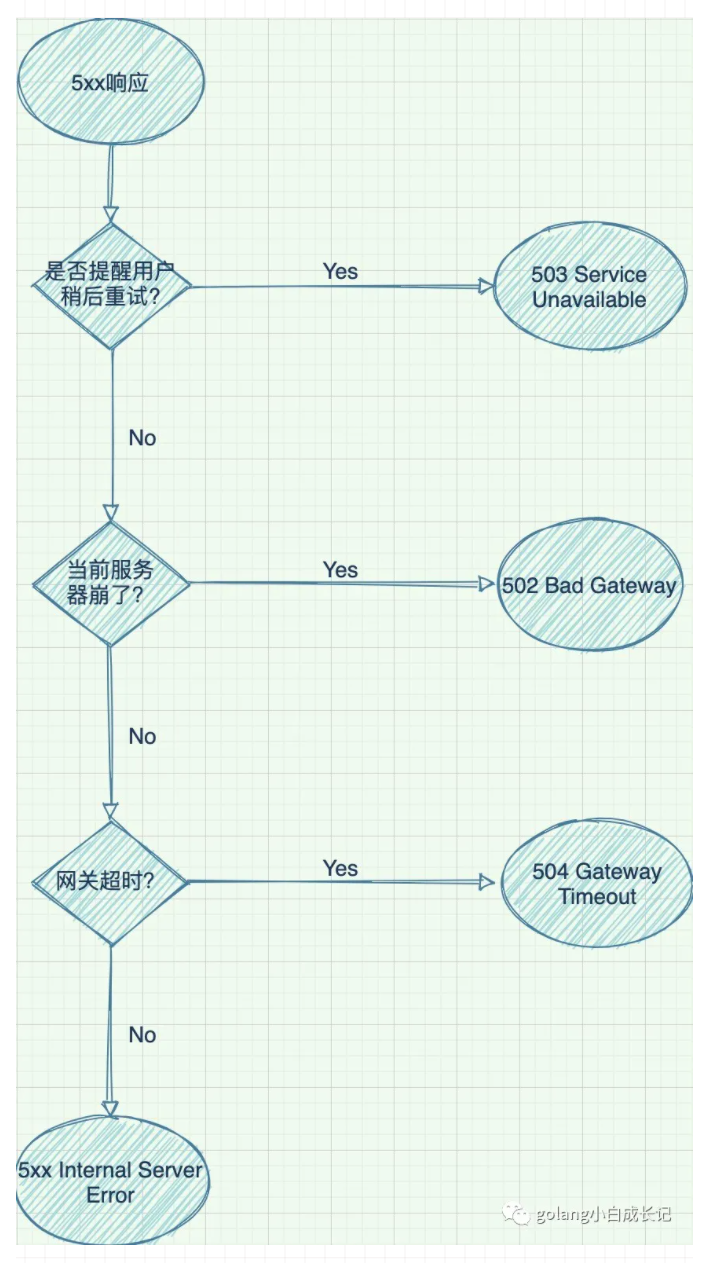 5xx响应
是否提醒用户
稍后重试?
Yes
503 Service
Unavailable
No
当前服务
器崩了?
Yes
502 Bad Gateway
No
网关超时?
Yes
504 Gateway
Timeout
No
5xx Internal Server
Error
golang小白成长记